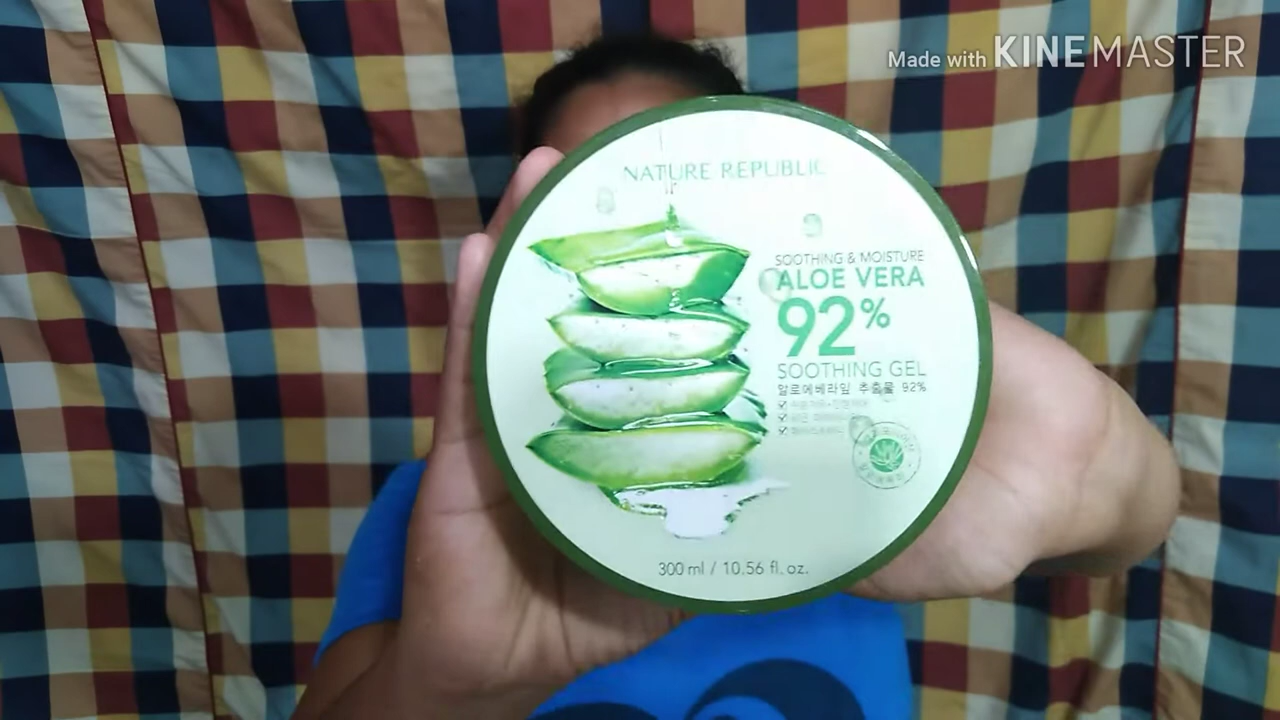 Made with KINEMASTER
NATURE REPUBLIC
SOOTHING & MOISTURE
ALOE VERA
92%
SOOTHING GEL
알로에베라잎 추출물 92%
300 ml / 10.56 fl. oz.